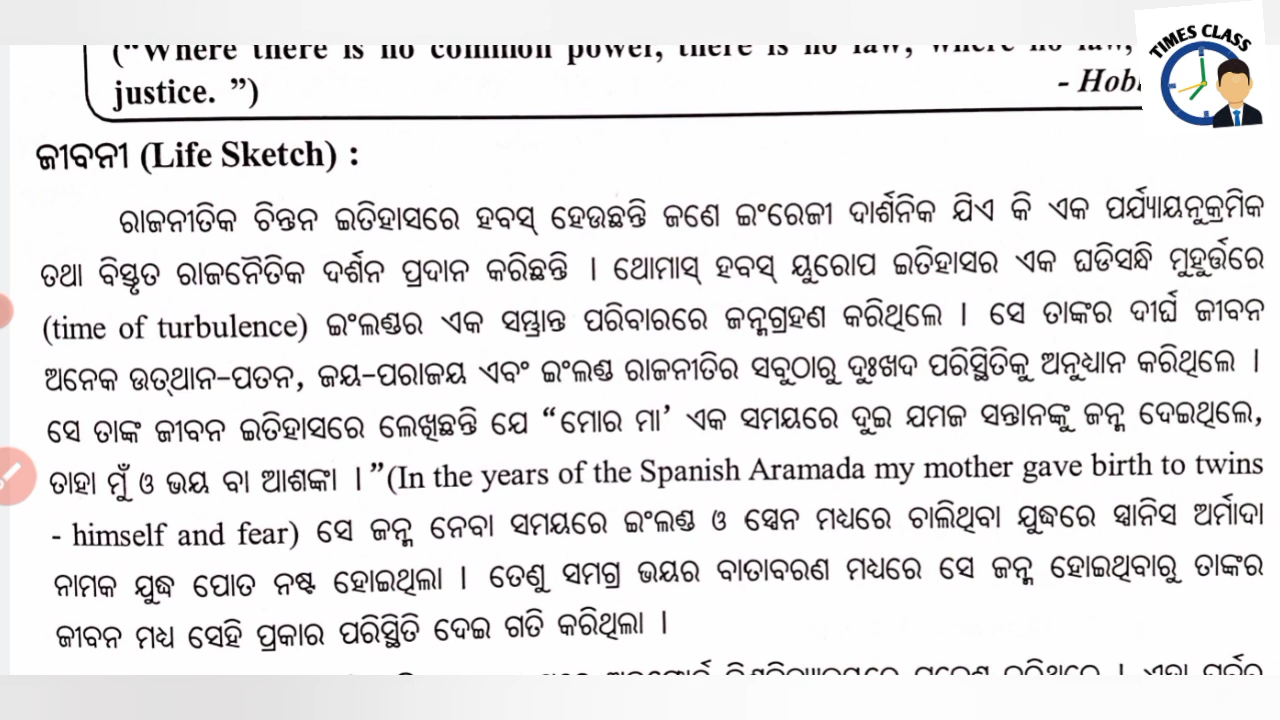 ("Where there is no common power, there is no law, where no law,
justice. ")
- Hob
TIMES CLASS
ଜୀବନୀ (Life Sketch) :
ରାଜନୀତିକ ଚିନ୍ତନ ଇତିହାସରେ ହବସ୍ ହେଉଛନ୍ତି ଜଣେ ଇଂରେଜୀ ଦାର୍ଶନିକ ଯିଏ କି ଏକ ପର୍ଯ୍ୟାୟନୁକ୍ରମିକ
ତଥା ବିସ୍ତୃତ ରାଜନୈତିକ ଦର୍ଶନ ପ୍ରଦାନ କରିଛନ୍ତି । ଥୋମାସ୍ ହବସ୍ ୟୁରୋପ ଇତିହାସର ଏକ ଘଡିସନ୍ଧି ମୁହୂର୍ତ୍ତରେ
(time of turbulence) ଇଂଲଣ୍ଡର ଏକ ସମ୍ଭ୍ରାନ୍ତ ପରିବାରରେ ଜନ୍ମଗ୍ରହଣ କରିଥିଲେ । ସେ ତାଙ୍କର ଦୀର୍ଘ ଜୀବନ
ଅନେକ ଉତ୍‌ଥାନ-ପତନ, ଜୟ-ପରାଜୟ ଏବଂ ଇଂଲଣ୍ଡ ରାଜନୀତିର ସବୁଠାରୁ ଦୁଃଖଦ ପରିସ୍ଥିତିକୁ ଅନୁଧ୍ୟାନ କରିଥିଲେ ।
ସେ ତାଙ୍କ ଜୀବନ ଇତିହାସରେ ଲେଖିଛନ୍ତି ଯେ “ମୋର ମା’ ଏକ ସମୟରେ ଦୁଇ ଯମଜ ସନ୍ତାନଙ୍କୁ ଜନ୍ମ ଦେଇଥିଲେ,
ତାହା ମୁଁ ଓ ଭୟ ବା ଆଶଙ୍କା ।”(In the years of the Spanish Aramada my mother gave birth to twins
- himself and fear) ସେ ଜନ୍ମ ନେବା ସମୟରେ ଇଂଲଣ୍ଡ ଓ ସ୍ପେନ ମଧ୍ୟରେ ଚାଲିଥିବା ଯୁଦ୍ଧରେ ସ୍ପାନିସ ଅର୍ମାଦା
ନାମକ ଯୁଦ୍ଧ ପୋତ ନଷ୍ଟ ହୋଇଥିଲା । ତେଣୁ ସମଗ୍ର ଭୟର ବାତାବରଣ ମଧ୍ୟରେ ସେ ଜନ୍ମ ହୋଇଥିବାରୁ ତାଙ୍କର
ଜୀବନ ମଧ୍ୟ ସେହି ପ୍ରକାର ପରିସ୍ଥିତି ଦେଇ ଗତି କରିଥିଲା ।